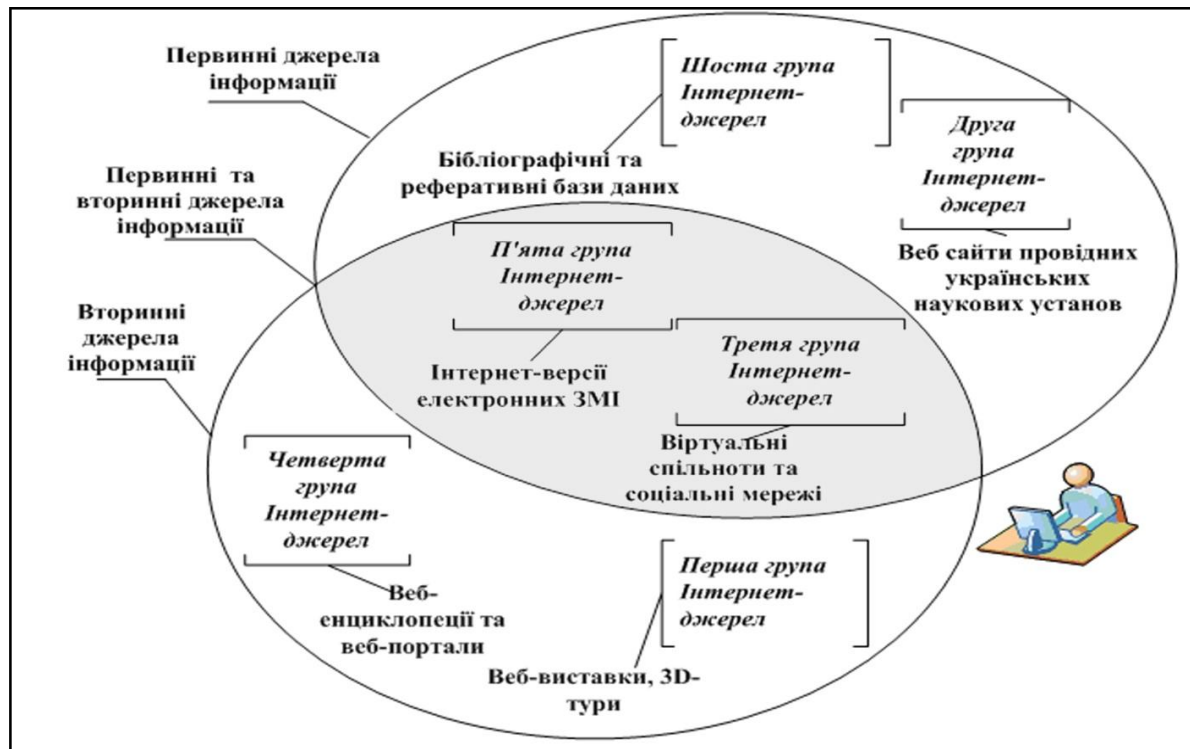 Первинні джерела
інформації
Шоста група
Інтернет-
джерел
Друга
група
Інтернет-
джерел
Бібліографічні та
реферативні бази даних
Первинні та
вторинні джерела
інформації
П'ята група
Інтернет-
джерел
Веб сайти провідних
українських
наукових установ
Вторинні
джерела
інформації
Третя група
Інтернет-
джерел
Інтернет-версії
електронних ЗМІ
Віртуальні
спільноти та
соціальні мережі
Четверта
група
Інтернет-
джерел
Перша група
Інтернет-
джерел
Веб-
енциклопеції та
веб-портали
Веб-виставки, 3D-
тури